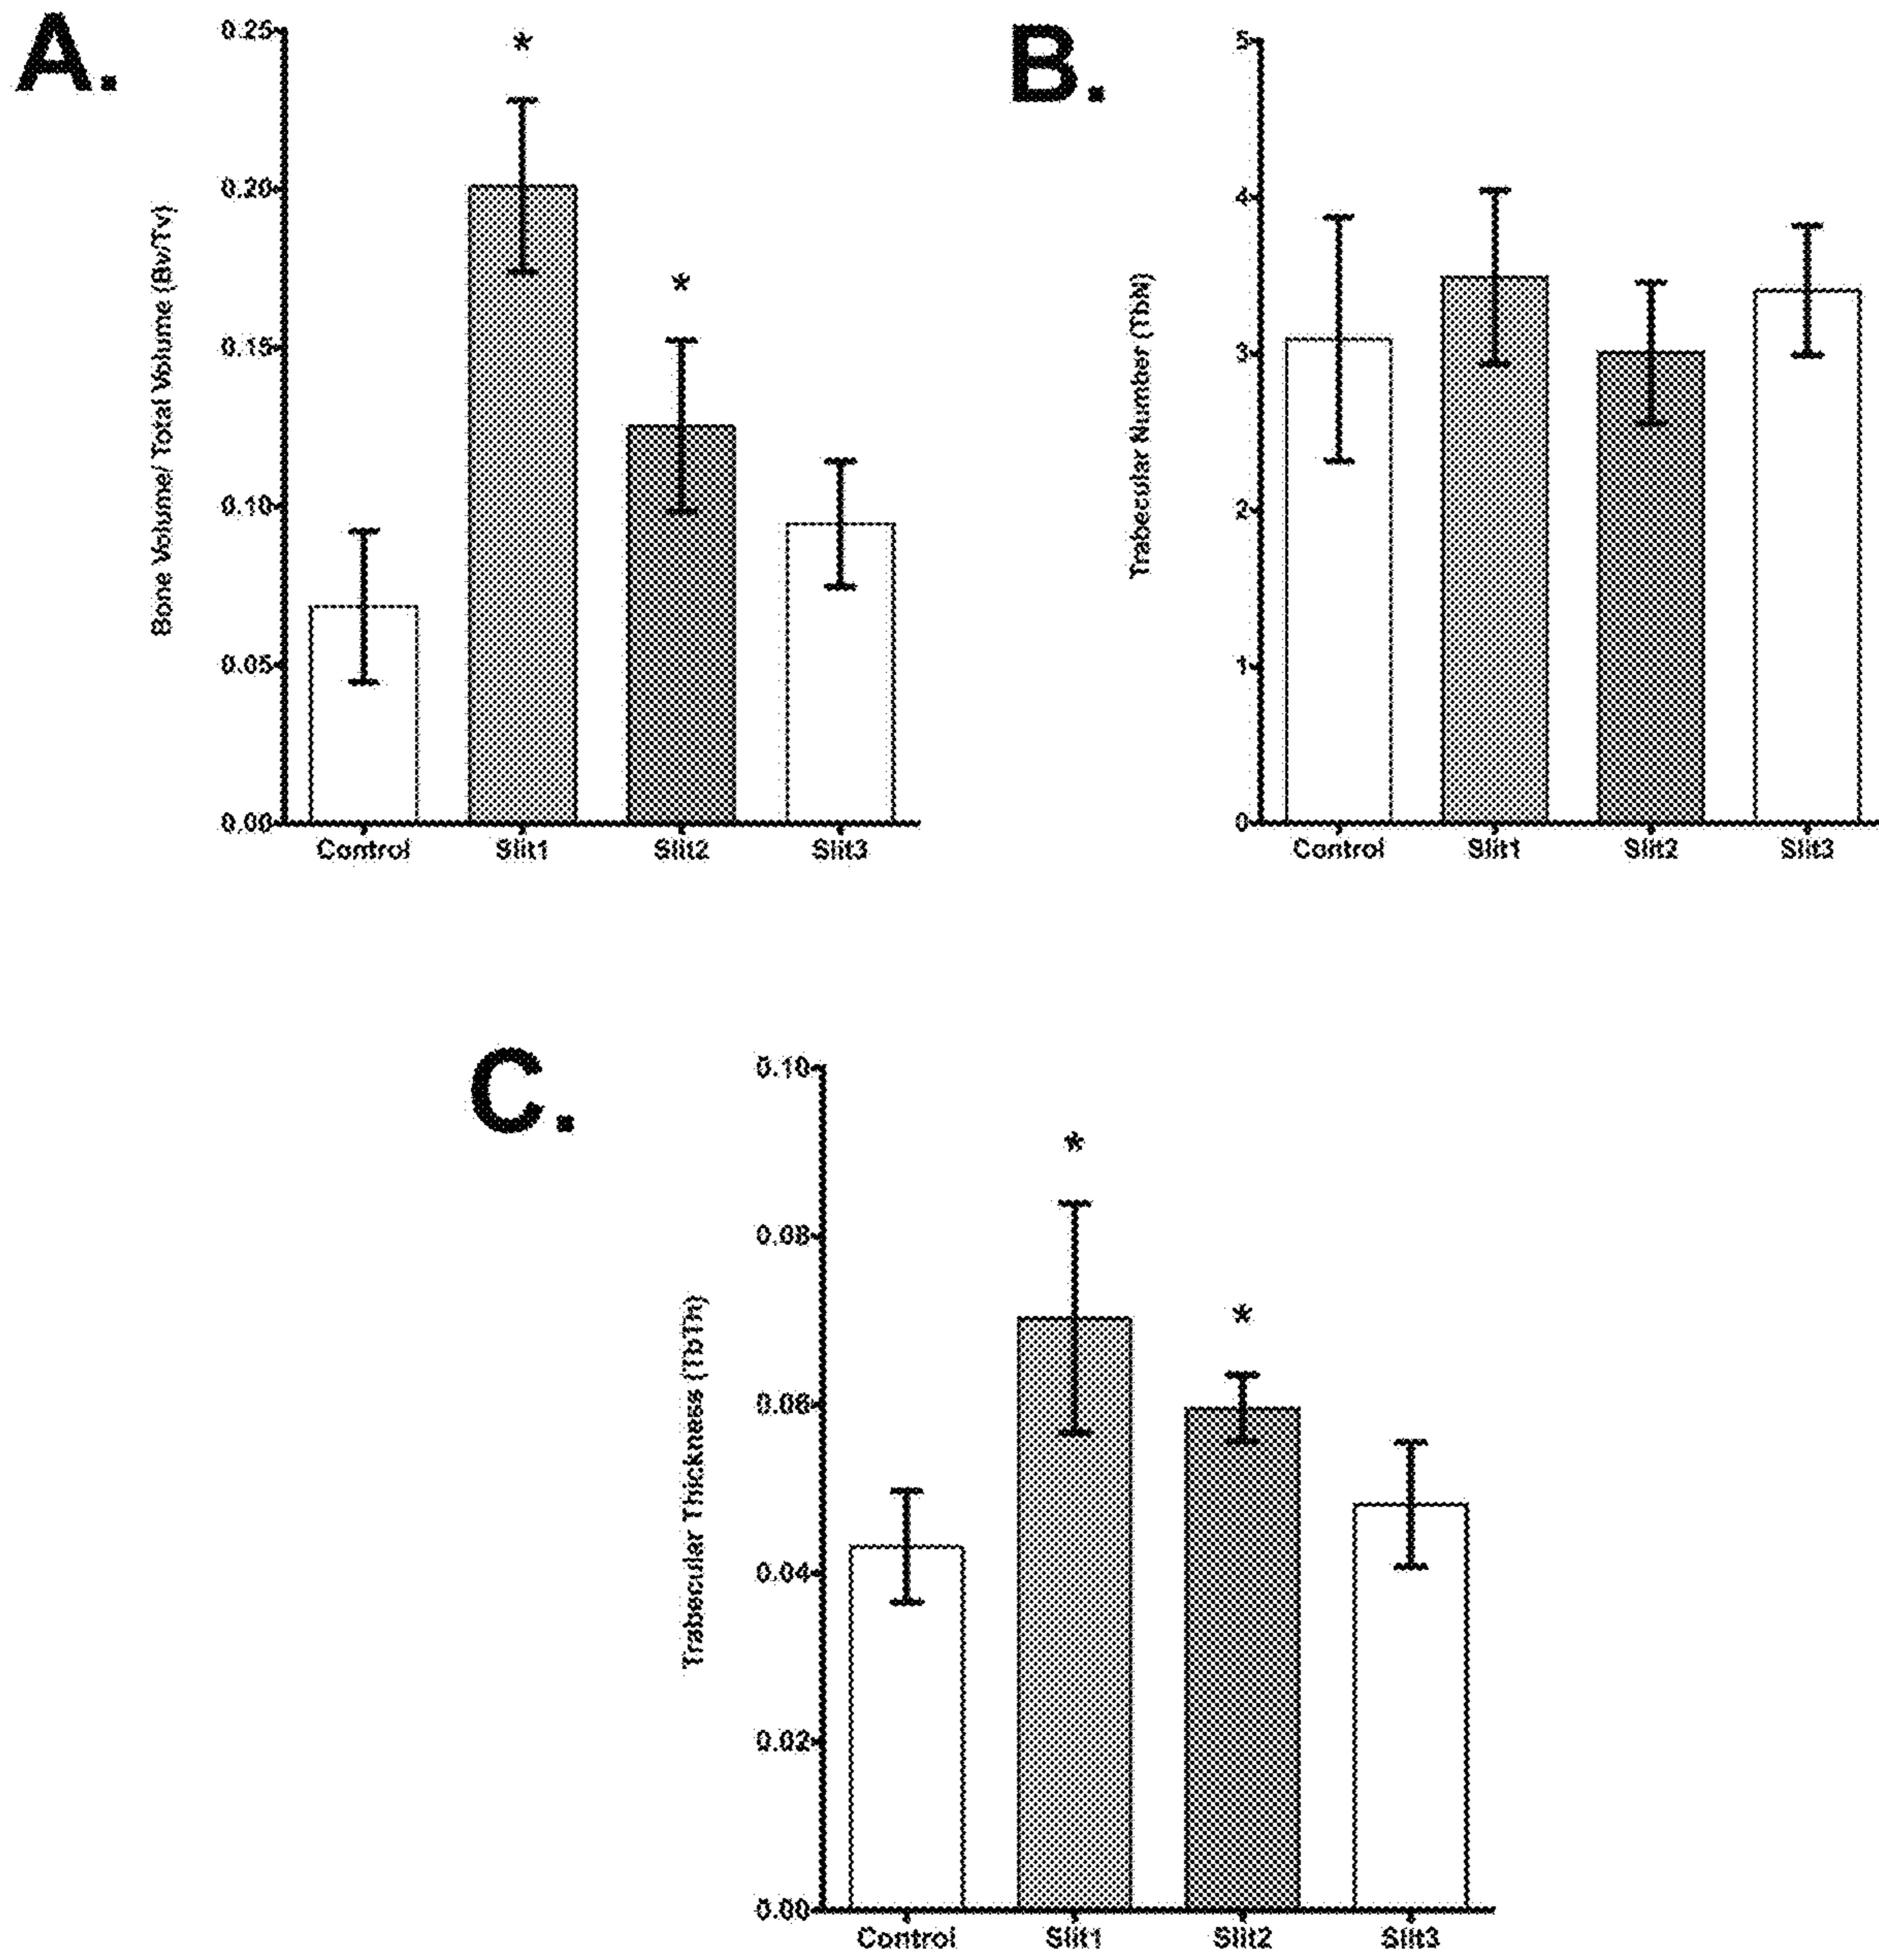 A.
0.25
0.20
0.15
0.10
0.05
0.00
Bone Volume/ Total Volume (Bv/Tv)
*
*
Control Slit1 Slit2 Slit3
B.
5
4
3
2
1
0
Trabecular Number (TbN)
Control Slit1 Slit2 Slit3
C.
0.10
0.08
0.06
0.04
0.02
0.00
Trabecular Thickness (TbTh)
*
*
Control Slit1 Slit2 Slit3